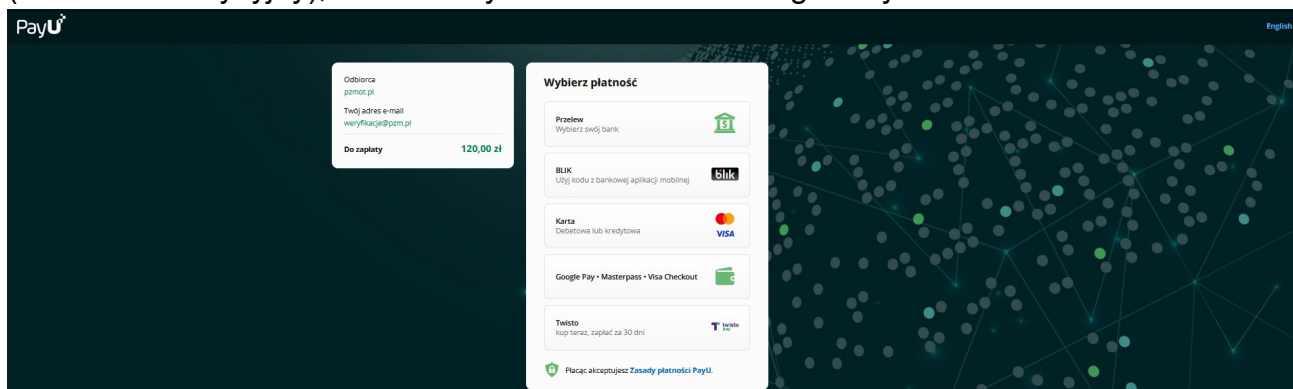 PayU
English
Odbiorca
pzmot.pl
Twój adres e-mail
weryfikacje@pzm.pl
Do zapłaty 120,00 zł
Wybierz płatność
Przelew
Wybierz swój bank
BLIK
Użyj kodu z bankowej aplikacji mobilnej
blik
Karta
Debetowa lub kredytowa
VISA
Google Pay • Masterpass • Visa Checkout
Twisto
kup teraz, zapłać za 30 dni
twisto
pay
Płacąc akceptujesz Zasady płatności PayU.